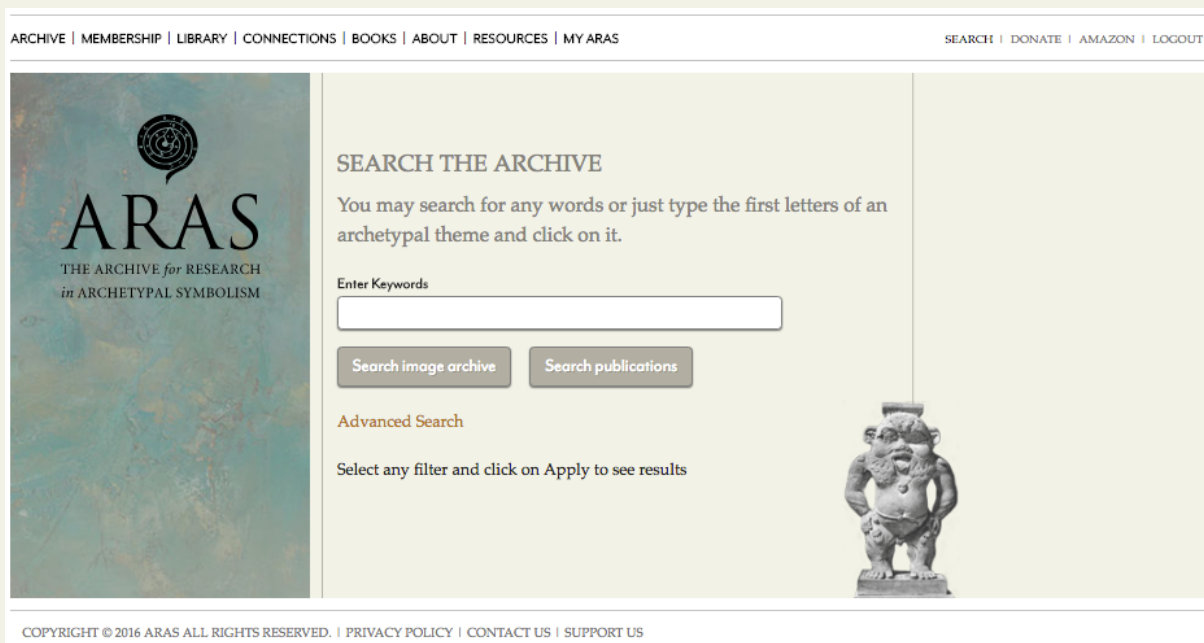 ARCHIVE | MEMBERSHIP | LIBRARY | CONNECTIONS | BOOKS | ABOUT | RESOURCES | MY ARAS
SEARCH | DONATE | AMAZON | LOGOUT
ARAS
THE ARCHIVE for RESEARCH
in ARCHETYPAL SYMBOLISM
SEARCH THE ARCHIVE
You may search for any words or just type the first letters of an
archetypal theme and click on it.
Enter Keywords
Search image archive
Search publications
Advanced Search
Select any filter and click on Apply to see results
COPYRIGHT © 2016 ARAS ALL RIGHTS RESERVED. | PRIVACY POLICY | CONTACT US | SUPPORT US